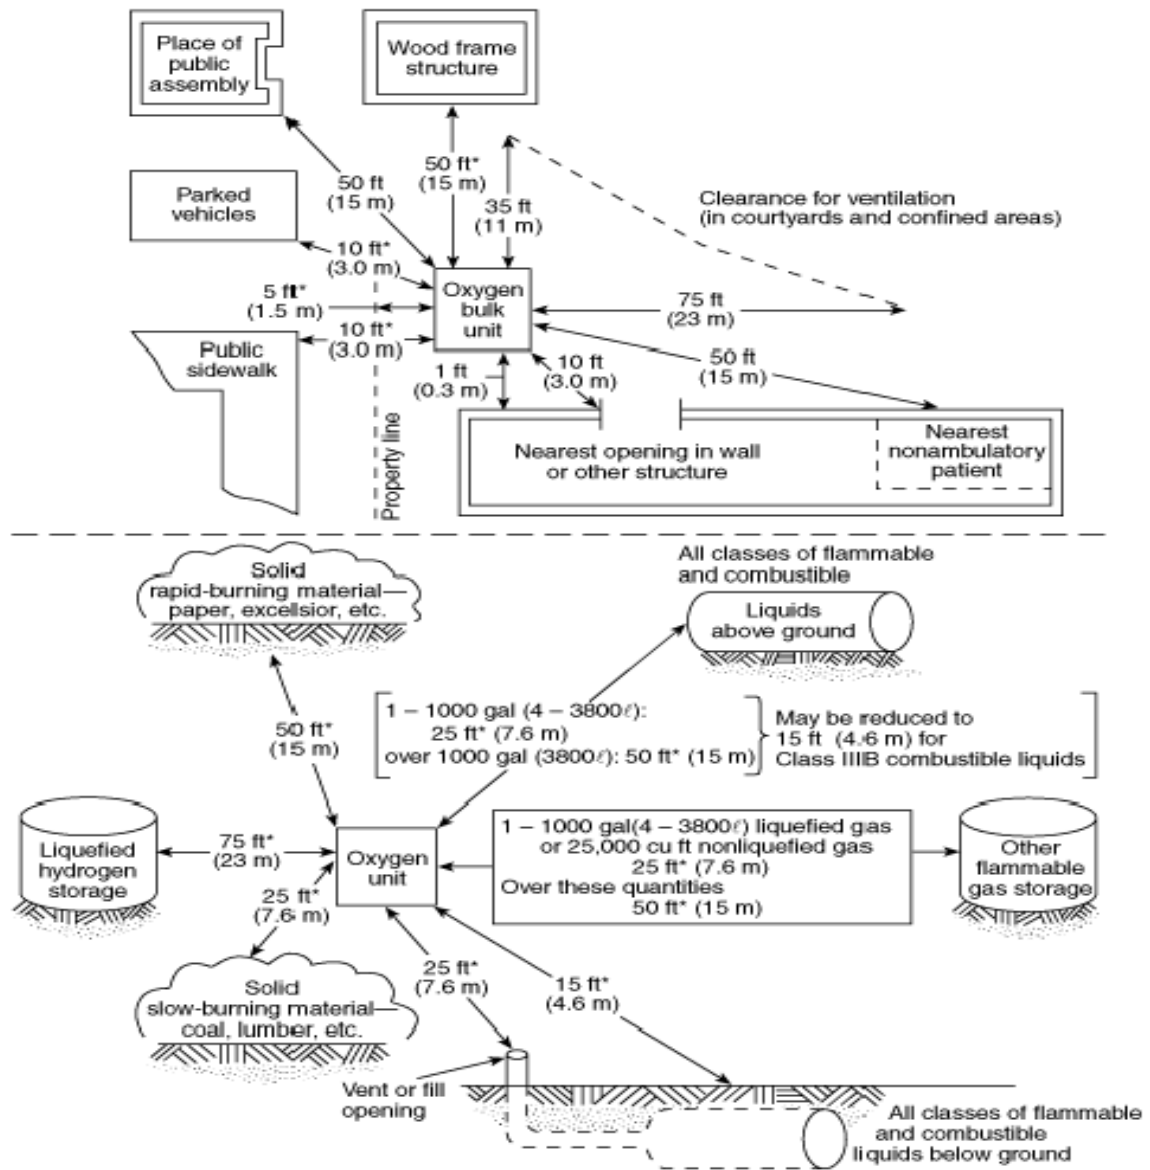 Place of
public
assembly
Wood frame
structure
50 ft*
(15 m)
50 ft
(15 m)
35 ft
(11 m)
Clearance for ventilation
(in courtyards and confined areas)
Parked
vehicles
10 ft*
(3.0 m)
5 ft*
(1.5 m)
Oxygen
bulk
unit
75 ft
(23 m)
10 ft*
(3.0 m)
Public
sidewalk
1 ft
(0.3 m)
10 ft
(3.0 m)
50 ft
(15 m)
Property line
Nearest opening in wall
or other structure
Nearest
nonambulatory
patient
Solid
rapid-burning material—
paper, excelsior, etc.
All classes of flammable
and combustible
Liquids
above ground
50 ft*
(15 m)
1 – 1000 gal (4 – 3800ℓ):
25 ft* (7.6 m)
over 1000 gal (3800ℓ): 50 ft* (15 m)
May be reduced to
15 ft (4.6 m) for
Class IIIB combustible liquids
Liquefied
hydrogen
storage
75 ft*
(23 m)
Oxygen
unit
1 – 1000 gal(4 – 3800ℓ) liquefied gas
or 25,000 cu ft nonliquefied gas
25 ft* (7.6 m)
Over these quantities
50 ft* (15 m)
Other
flammable
gas storage
25 ft*
(7.6 m)
Solid
slow-burning material—
coal, lumber, etc.
25 ft*
(7.6 m)
15 ft*
(4.6 m)
Vent or fill
opening
All classes of flammable
and combustible
liquids below ground